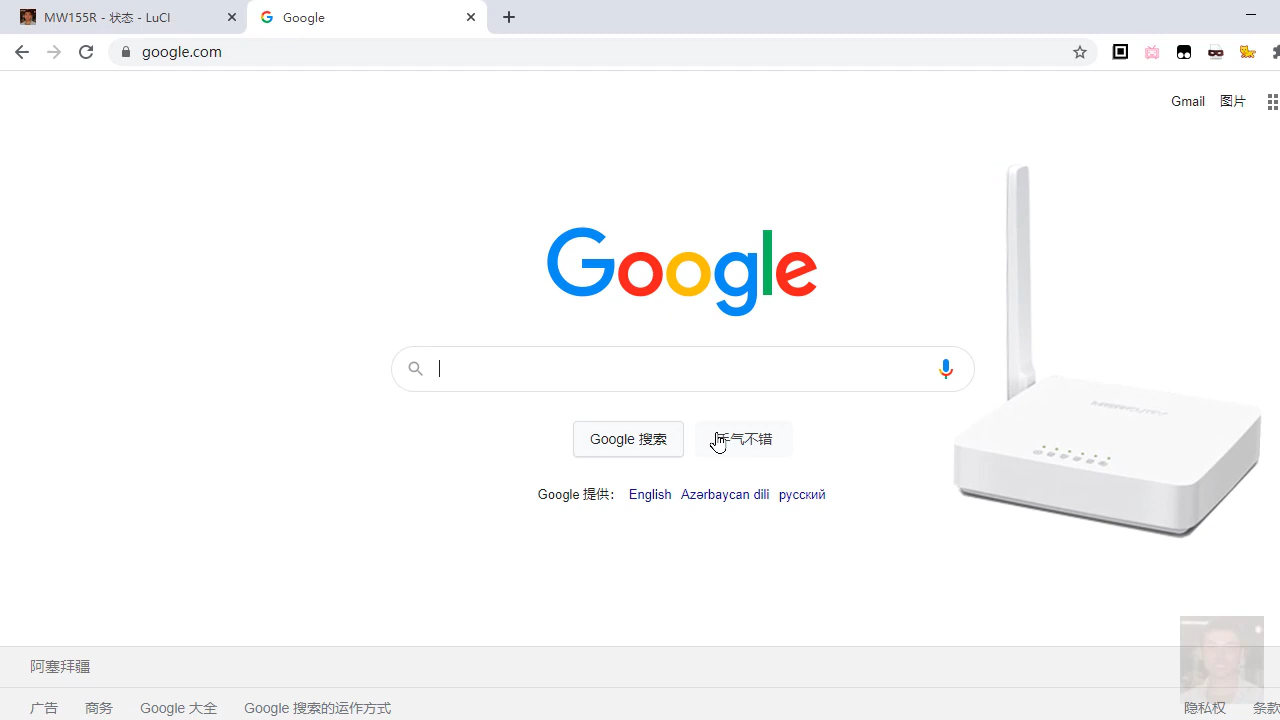 MW155R - 状态 - LuCI
Google
google.com
Gmail 图片
Google
MERCURY
Google 搜索
手气不错
Google 提供： English Azərbaycan dili русский
阿塞拜疆
广告 商务 Google 大全 Google 搜索的运作方式 隐私权 条款